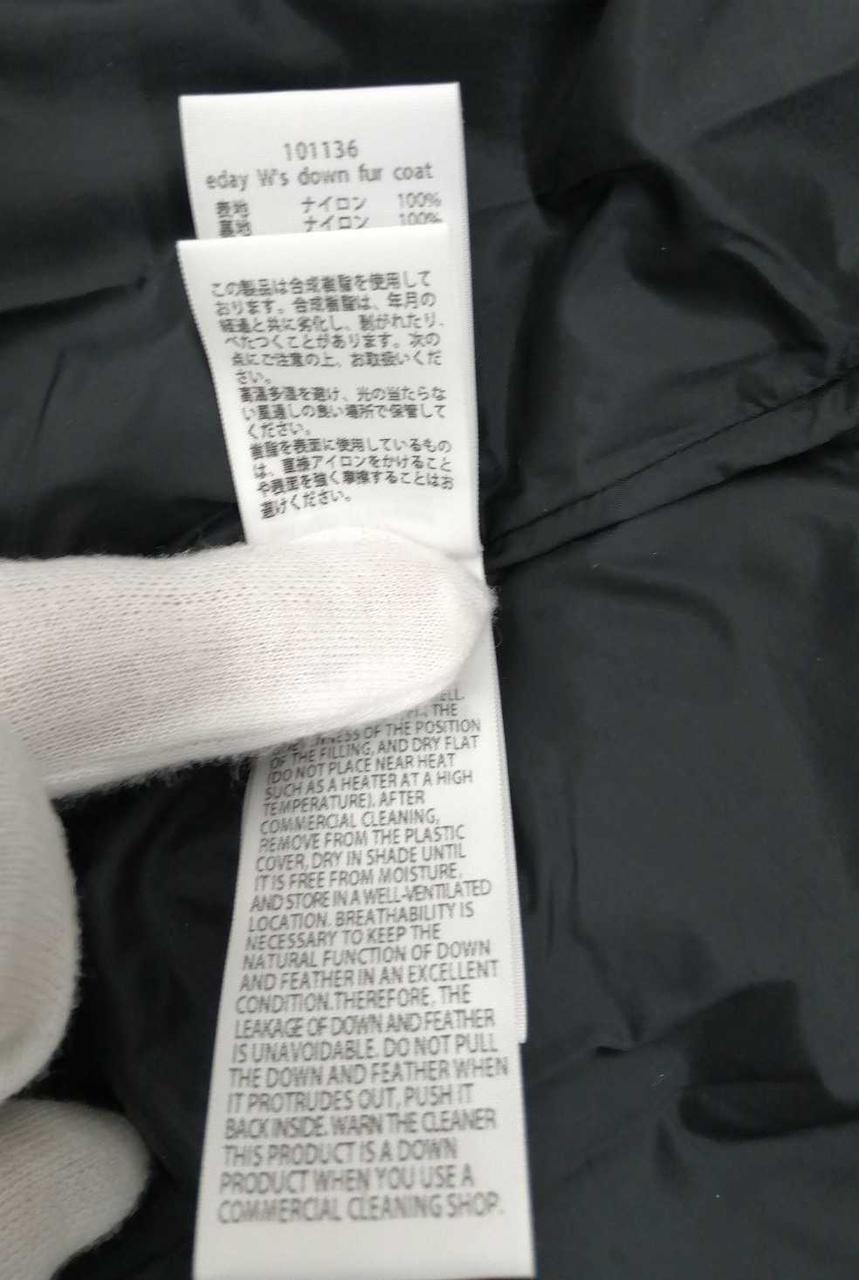 101136
eday W's down fur coat
表地 ナイロン 100%
裏地 ナイロン 100%
この製品は合成樹脂を使用して
おります。合成樹脂は、年月の
経過と共に劣化し、剥がれたり、
べたつくことがあります。次の
点にご注意の上、お取扱いくだ
さい。
高温多湿を避け、光の当たらな
い風通しの良い場所で保管して
ください。
樹脂を表面に使用しているもの
は、直接アイロンをかけること
や表面を強く摩擦することはお
避けください。
THE
OF THE POSITION
OF THE FILLING, AND DRY FLAT
(DO NOT PLACE NEAR HEAT
SUCH AS A HEATER AT A HIGH
TEMPERATURE). AFTER
COMMERCIAL CLEANING,
REMOVE FROM THE PLASTIC
COVER, DRY IN SHADE UNTIL
IT IS FREE FROM MOISTURE,
AND STORE IN A WELL-VENTILATED
LOCATION. BREATHABILITY IS
NECESSARY TO KEEP THE
NATURAL FUNCTION OF DOWN
AND FEATHER IN AN EXCELLENT
CONDITION.THEREFORE, THE
LEAKAGE OF DOWN AND FEATHER
IS UNAVOIDABLE. DO NOT PULL
THE DOWN AND FEATHER WHEN
IT PROTRUDES OUT, PUSH IT
BACK INSIDE. WARN THE CLEANER
THIS PRODUCT IS A DOWN
PRODUCT WHEN YOU USE A
COMMERCIAL CLEANING SHOP.